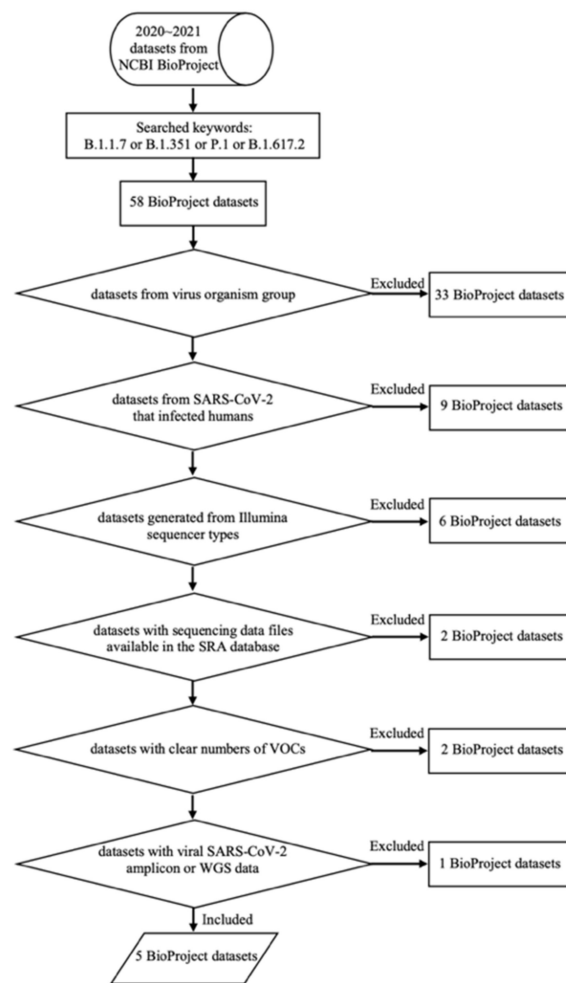 2020~2021
datasets from
NCBI BioProject
Searched keywords:
B.1.1.7 or B.1.351 or P.1 or B.1.617.2
58 BioProject datasets
datasets from virus organism group
Excluded
33 BioProject datasets
datasets from SARS-CoV-2
that infected humans
Excluded
9 BioProject datasets
datasets generated from Illumina
sequencer types
Excluded
6 BioProject datasets
datasets with sequencing data files
available in the SRA database
Excluded
2 BioProject datasets
datasets with clear numbers of VOCs
Excluded
2 BioProject datasets
datasets with viral SARS-CoV-2
amplicon or WGS data
Excluded
1 BioProject datasets
Included
5 BioProject datasets